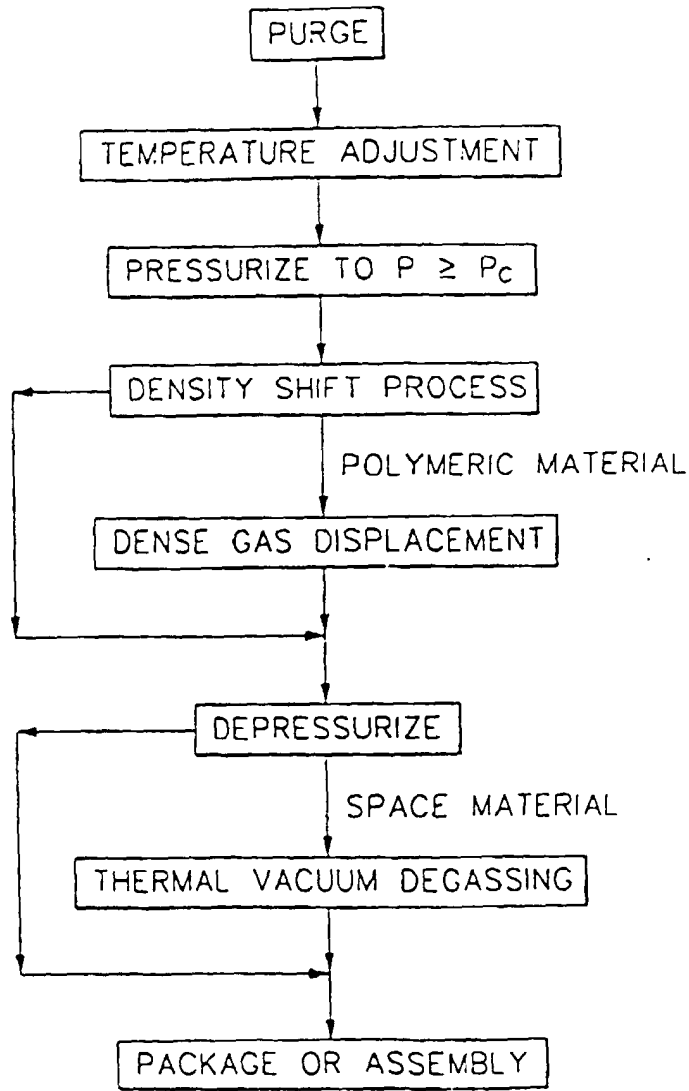 PURGE
TEMPERATURE ADJUSTMENT
PRESSURIZE TO P ≥ Pc
DENSITY SHIFT PROCESS
POLYMERIC MATERIAL
DENSE GAS DISPLACEMENT
DEPRESSURIZE
SPACE MATERIAL
THERMAL VACUUM DEGASSING
PACKAGE OR ASSEMBLY